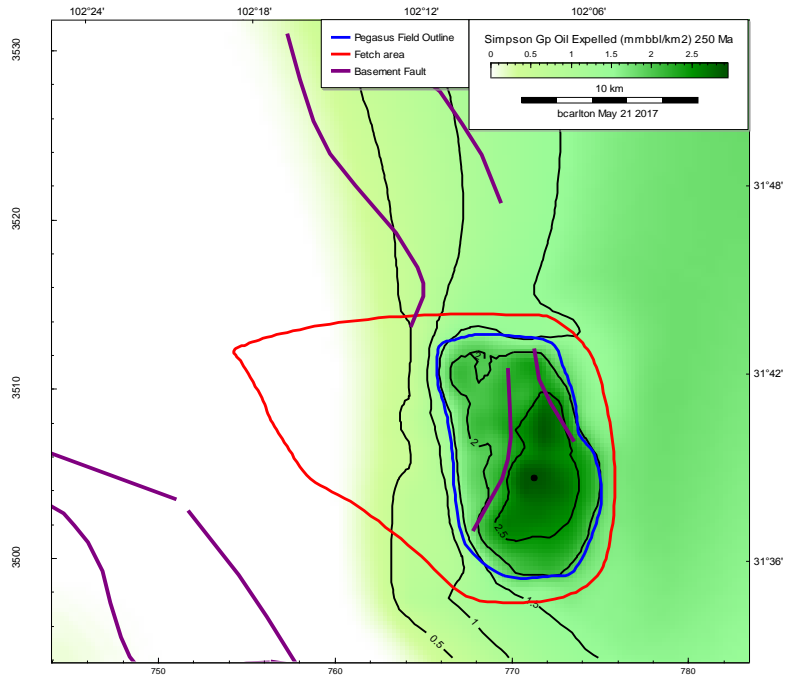 102°24' 102°18' 102°12' 102°06'
Pegasus Field Outline
Fetch area
Basement Fault
Simpson Gp Oil Expelled (mmbbl/km2) 250 Ma
0 0.5 1 1.5 2 2.5
10 km
bcarlton May 21 2017
3530
3520
3510
3500
31°48'
31°42'
31°36'
2
2.5
1.5
1
0.5
750 760 770 780